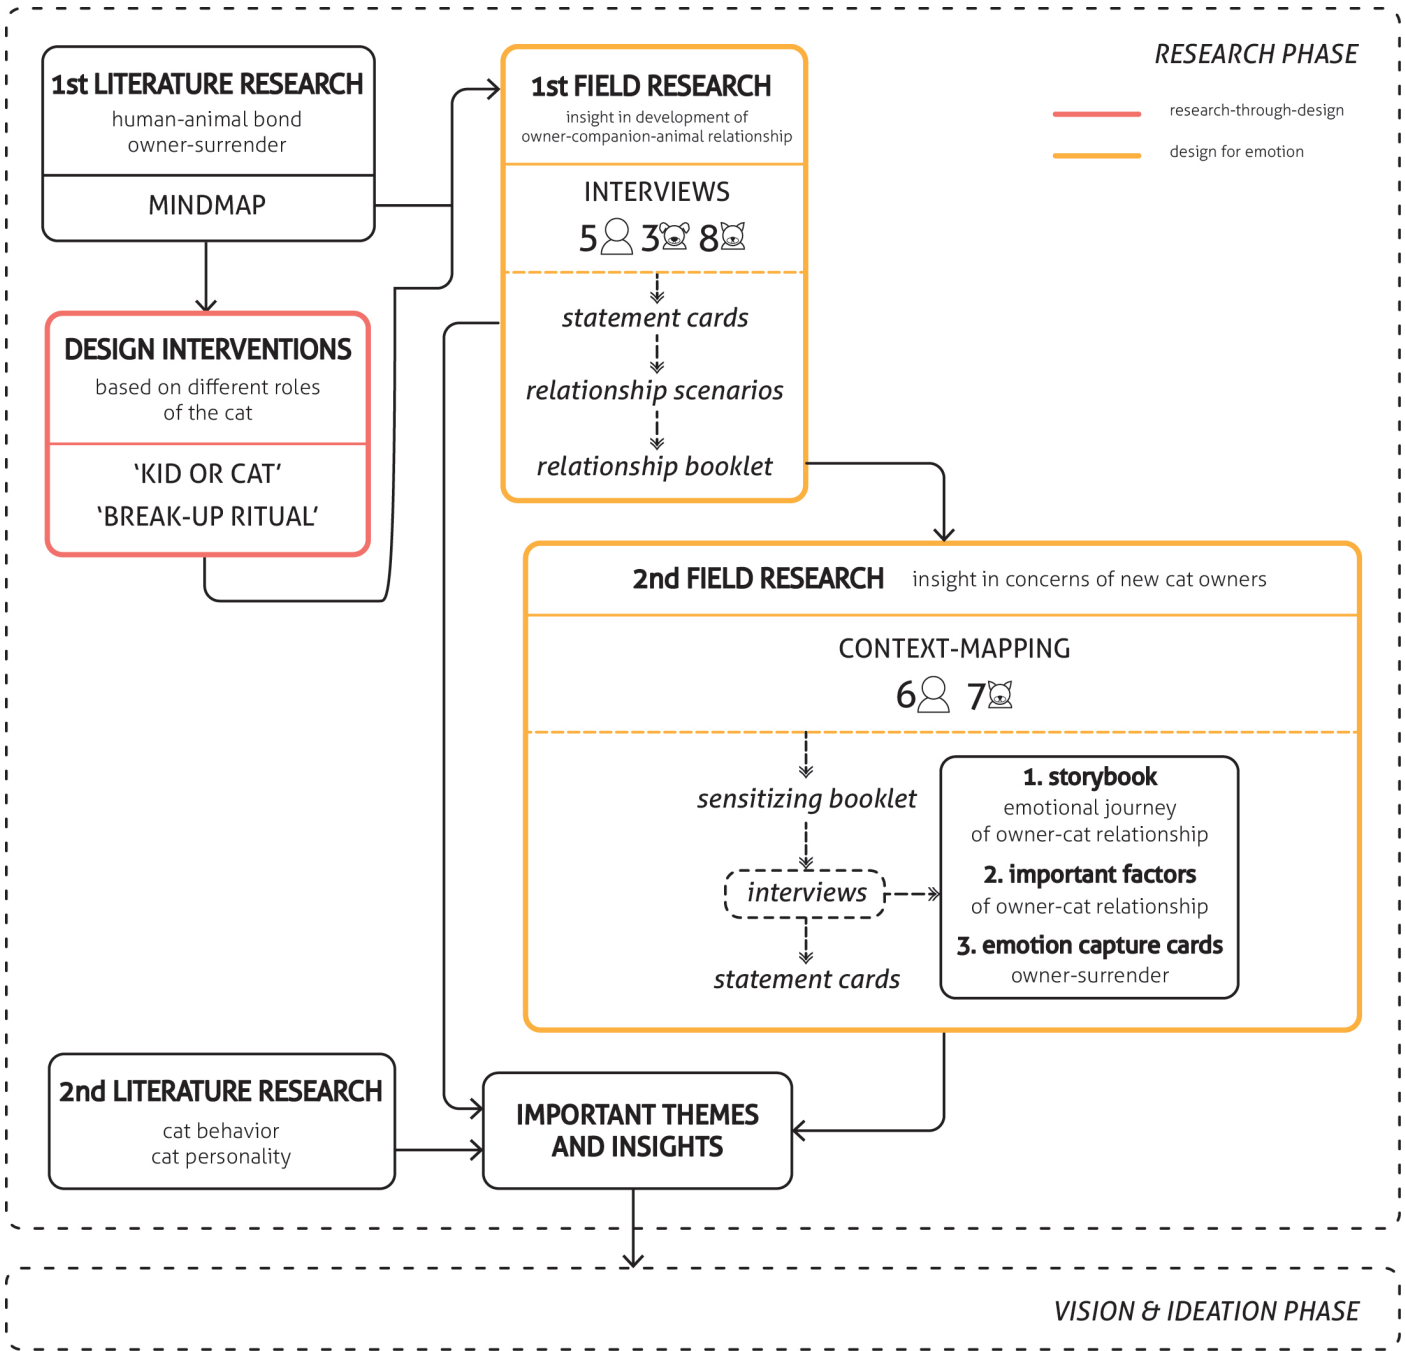 RESEARCH PHASE
research-through-design
design for emotion
1st LITERATURE RESEARCH
human-animal bond
owner-surrender
MINDMAP
DESIGN INTERVENTIONS
based on different roles
of the cat
‘KID OR CAT’
‘BREAK-UP RITUAL’
1st FIELD RESEARCH
insight in development of
owner-companion-animal relationship
INTERVIEWS
5 3 8
statement cards
relationship scenarios
relationship booklet
2nd FIELD RESEARCH insight in concerns of new cat owners
CONTEXT-MAPPING
6 7
sensitizing booklet
interviews
statement cards
1. storybook
emotional journey
of owner-cat relationship
2. important factors
of owner-cat relationship
3. emotion capture cards
owner-surrender
2nd LITERATURE RESEARCH
cat behavior
cat personality
IMPORTANT THEMES
AND INSIGHTS
VISION & IDEATION PHASE